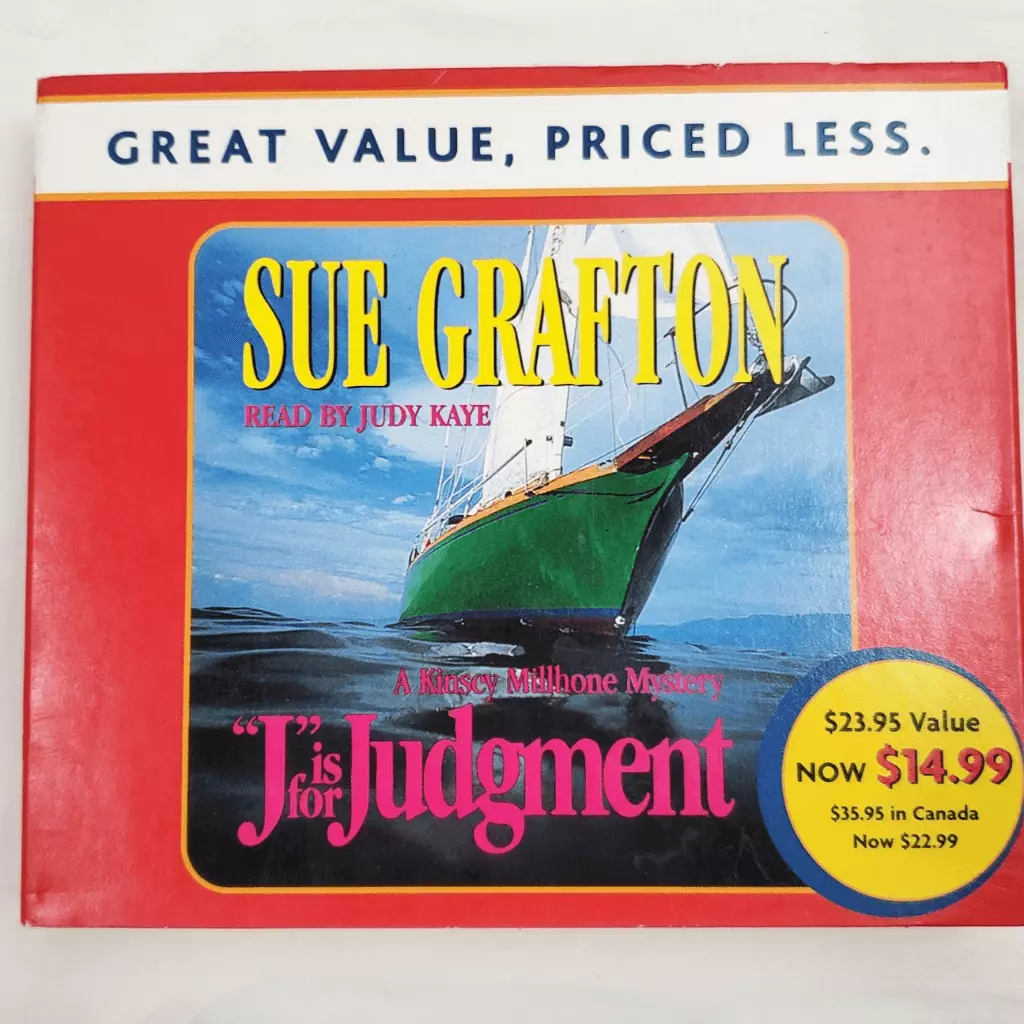 GREAT VALUE, PRICED LESS.
SUE GRAFTON
READ BY JUDY KAYE
A Kinsey Millhone Mystery
"J" is for Judgment
$23.95 Value
NOW $14.99
$35.95 in Canada
Now $22.99